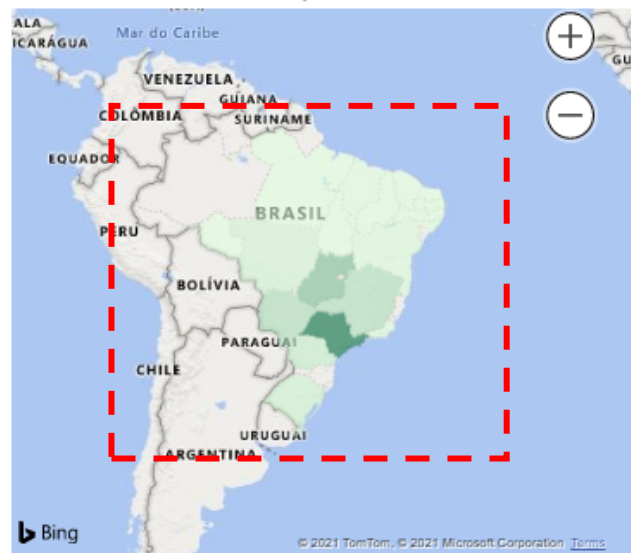 ALA
ICARÁGUA
Mar do Caribe
GU
VENEZUELA
GUIANA
COLÔMBIA
SURINAME
EQUADOR
BRASIL
PERU
BOLÍVIA
PARAGUAI
CHILE
URUGUAI
ARGENTINA
Bing
© 2021 TomTom, © 2021 Microsoft Corporation Terms